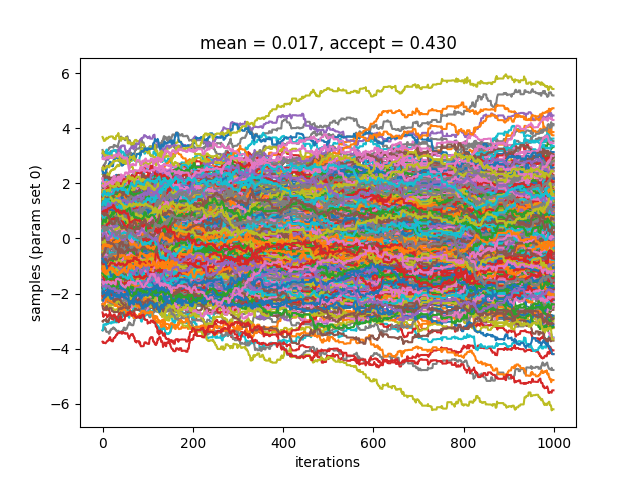 mean = 0.017, accept = 0.430
samples (param set 0)
6
4
2
0
−2
−4
−6
0 200 400 600 800 1000
iterations